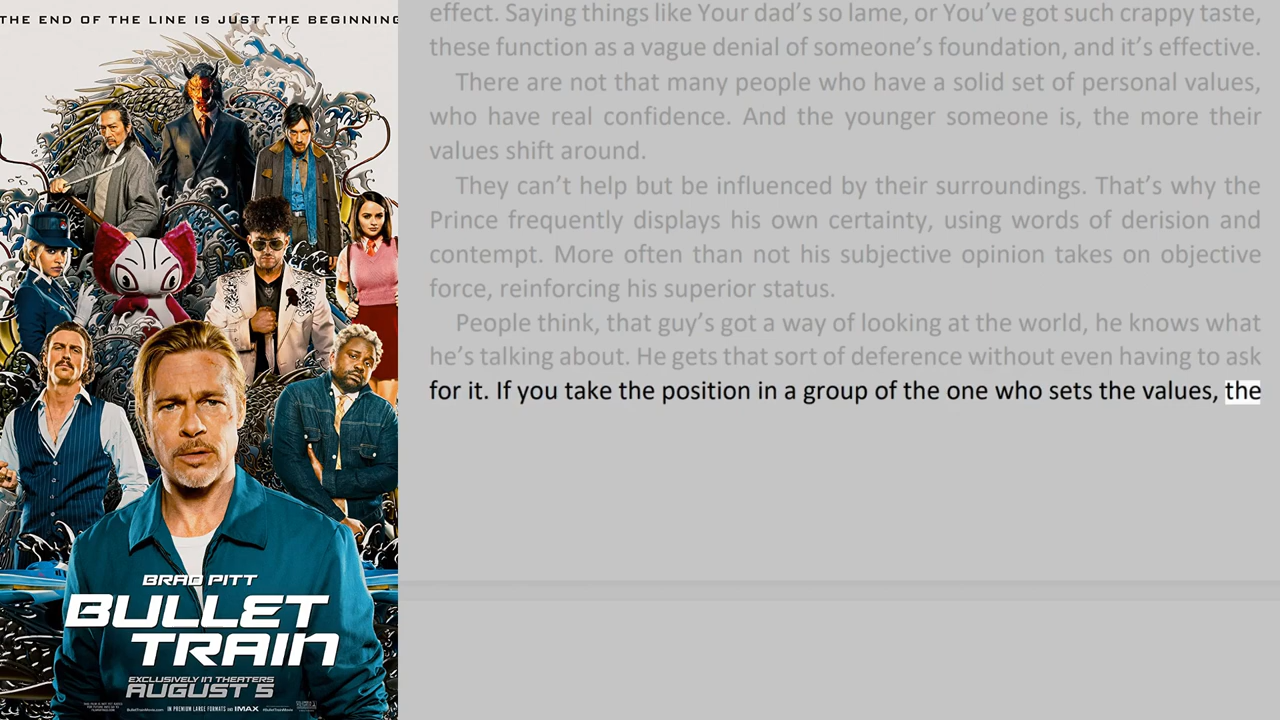 THE END OF THE LINE IS JUST THE BEGINNING
BRAD PITT
BULLET
TRAIN
EXCLUSIVELY IN THEATERS
AUGUST 5
BulletTrainMovie.com
IN PREMIUM LARGE FORMATS AND IMAX
#BulletTrainMovie
effect. Saying things like Your dad’s so lame, or You’ve got such crappy taste,
these function as a vague denial of someone’s foundation, and it’s effective.
There are not that many people who have a solid set of personal values,
who have real confidence. And the younger someone is, the more their
values shift around.
They can’t help but be influenced by their surroundings. That’s why the
Prince frequently displays his own certainty, using words of derision and
contempt. More often than not his subjective opinion takes on objective
force, reinforcing his superior status.
People think, that guy’s got a way of looking at the world, he knows what
he’s talking about. He gets that sort of deference without even having to ask
for it. If you take the position in a group of the one who sets the values, the